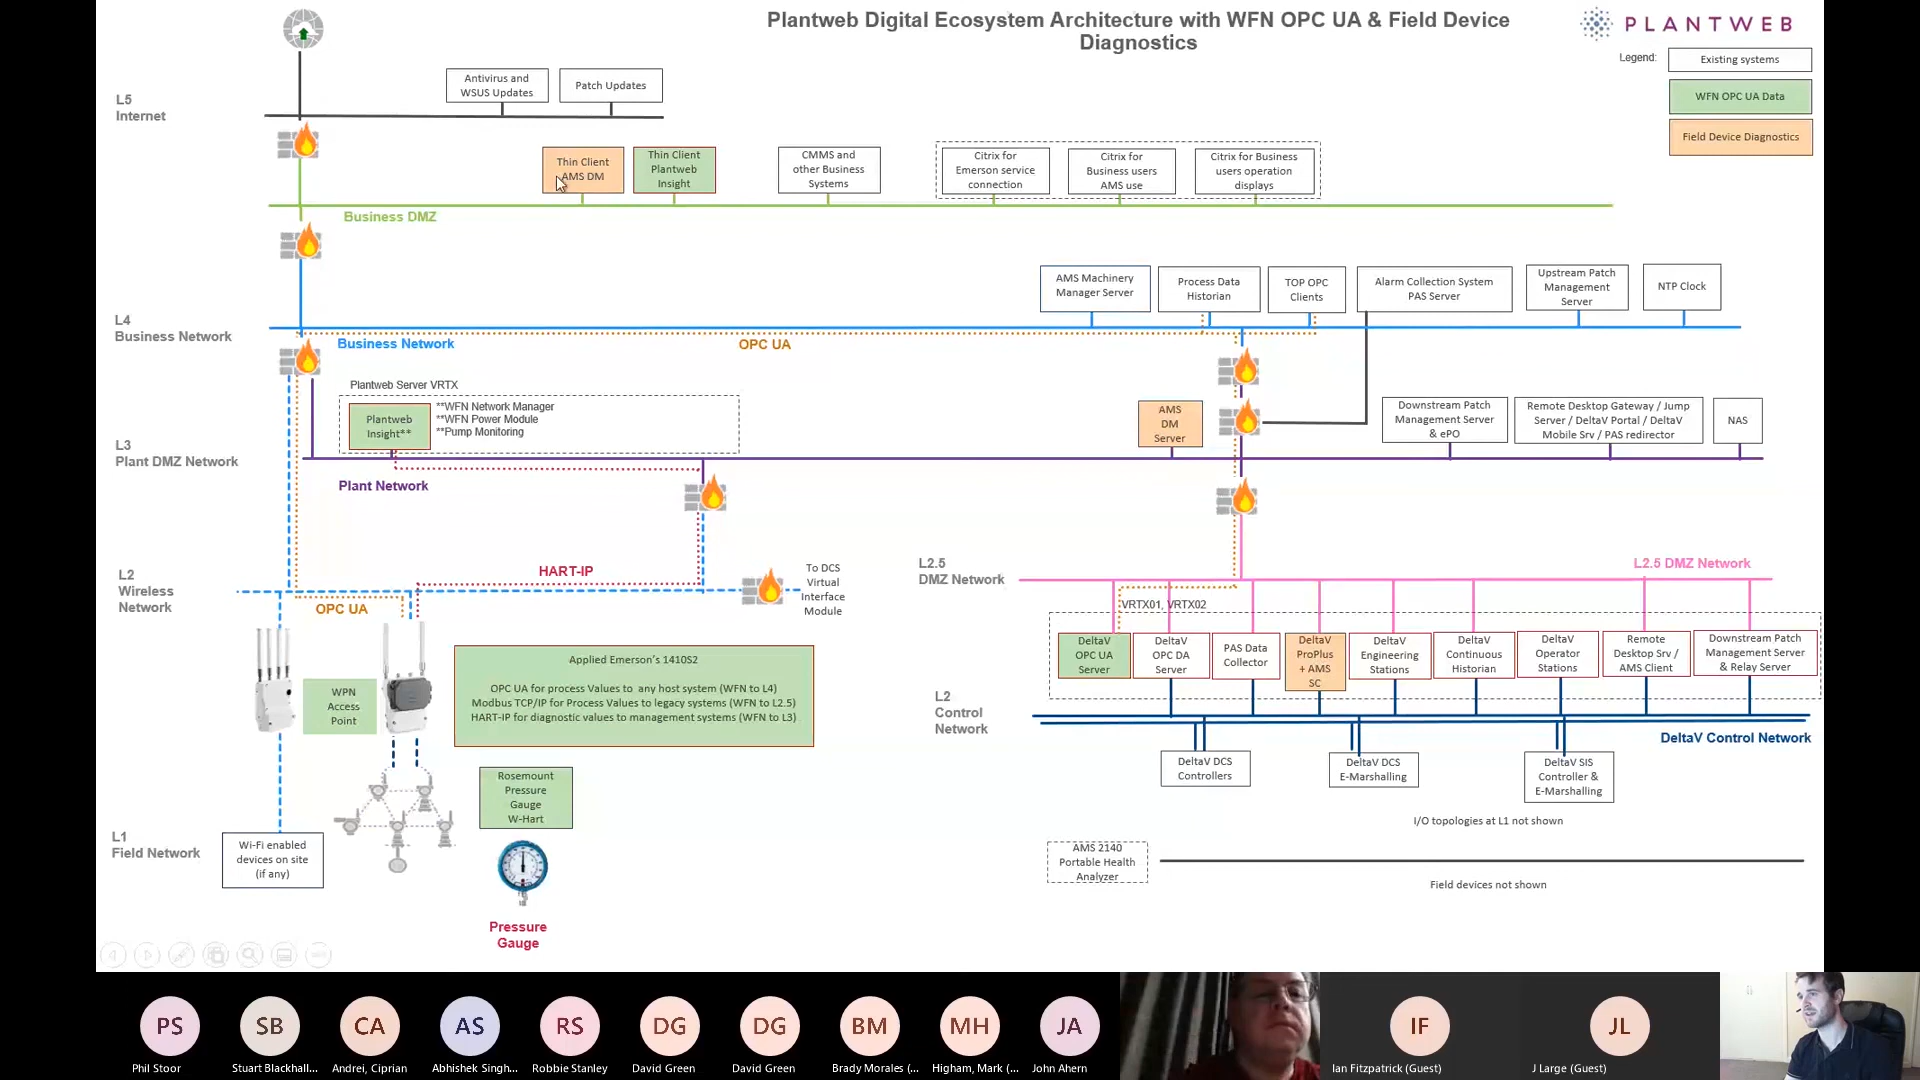 Plantweb Digital Ecosystem Architecture with WFN OPC UA & Field Device
Diagnostics
PLANTWEB
Legend:
Existing systems
WFN OPC UA Data
Field Device Diagnostics
L5
Internet
Antivirus and
WSUS Updates
Patch Updates
Thin Client
AMS DM
Thin Client
Plantweb
Insight
CMMS and
other Business
Systems
Citrix for
Emerson service
connection
Citrix for
Business users
AMS use
Citrix for Business
users operation
displays
Business DMZ
AMS Machinery
Manager Server
Process Data
Historian
TOP OPC
Clients
Alarm Collection System
PAS Server
Upstream Patch
Management
Server
NTP Clock
L4
Business Network
Business Network
OPC UA
Plantweb Server VRTX
Plantweb
Insight**
**WFN Network Manager
**WFN Power Module
**Pump Monitoring
AMS
DM
Server
Downstream Patch
Management Server
& ePO
Remote Desktop Gateway / Jump
Server / DeltaV Portal / DeltaV
Mobile Srv / PAS redirector
NAS
L3
Plant DMZ Network
Plant Network
L2
Wireless
Network
HART-IP
OPC UA
To DCS
Virtual
Interface
Module
L2.5
DMZ Network
L2.5 DMZ Network
VRTX01, VRTX02
DeltaV
OPC UA
Server
DeltaV
OPC DA
Server
PAS Data
Collector
DeltaV
ProPlus
+ AMS
SC
DeltaV
Engineering
Stations
DeltaV
Continuous
Historian
DeltaV
Operator
Stations
Remote
Desktop Srv /
AMS Client
Downstream Patch
Management Server
& Relay Server
WPN
Access
Point
Applied Emerson's 1410S2
OPC UA for process Values to any host system (WFN to L4)
Modbus TCP/IP for Process Values to legacy systems (WFN to L2.5)
HART-IP for diagnostic values to management systems (WFN to L3)
L2
Control
Network
DeltaV Control Network
DeltaV DCS
Controllers
DeltaV DCS
E-Marshalling
DeltaV SIS
Controller &
E-Marshalling
Rosemount
Pressure
Gauge
W-Hart
I/O topologies at L1 not shown
L1
Field Network
Wi-Fi enabled
devices on site
(if any)
AMS 2140
Portable Health
Analyzer
Field devices not shown
Pressure
Gauge
PS
SB
CA
AS
RS
DG
DG
BM
MH
JA
IF
JL
Phil Stoor
Stuart Blackhall...
Andrei, Ciprian
Abhishek Singh...
Robbie Stanley
David Green
David Green
Brady Morales (...
Higham, Mark (...
John Ahern
Ian Fitzpatrick (Guest)
J Large (Guest)